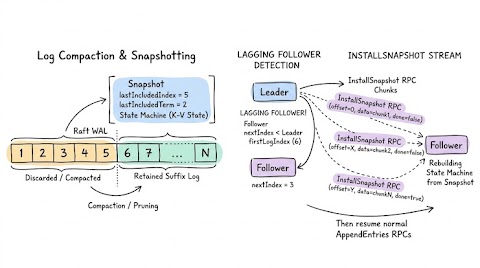 Log Compaction & Snapshotting
Snapshot
lastIncludedIndex = 5
lastIncludedTerm = 2
State Machine (K-V State)
Raft WAL
1 2 3 4 5 6 7 ... N
Discarded / Compacted
Retained Suffix Log
Compaction / Pruning
LAGGING FOLLOWER
DETECTION
Leader
LAGGING FOLLOWER!
Follower
nextIndex < Leader
firstLogIndex (6)
Follower
nextIndex = 3
INSTALLSNAPSHOT STREAM
InstallSnapshot RPC
Chunks
InstallSnapshot RPC
(offset=0, data=chunk1, done=false)
InstallSnapshot RPC
(offset=X, data=chunk2, done=false)
InstallSnapshot RPC
(offset=Y, data=chunkN, done=true)
Follower
Rebuilding
State Machine
from Snapshot
Then resume normal
AppendEntries RPCs